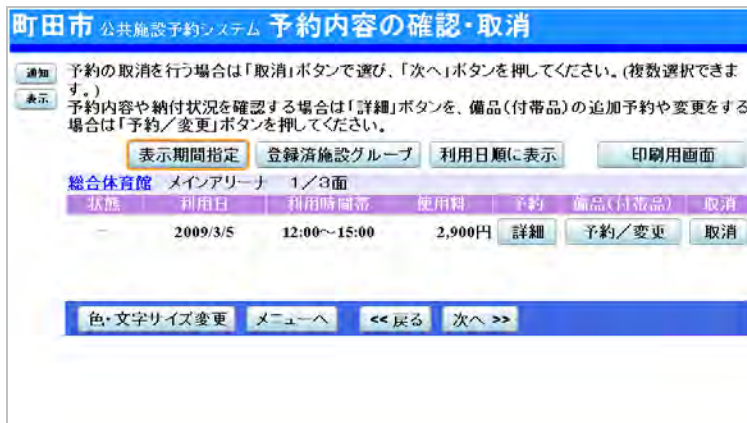 町田市 公共施設予約システム 予約内容の確認・取消
通知
表示
予約の取消を行う場合は「取消」ボタンで選び、「次へ」ボタンを押してください。(複数選択できま
す。)
予約内容や納付状況を確認する場合は「詳細」ボタンを、備品(付帯品)の追加予約や変更をする
場合は「予約／変更」ボタンを押してください。
表示期間指定 登録済施設グループ 利用日順に表示 印刷用画面
総合体育館 メインアリーナ 1／3面
状態 利用日 利用時間帯 使用料 予約 備品(付帯品) 取消
－ 2009/3/5 12:00～15:00 2,900円 詳細 予約／変更 取消
色・文字サイズ変更 メニューへ << 戻る 次へ >>